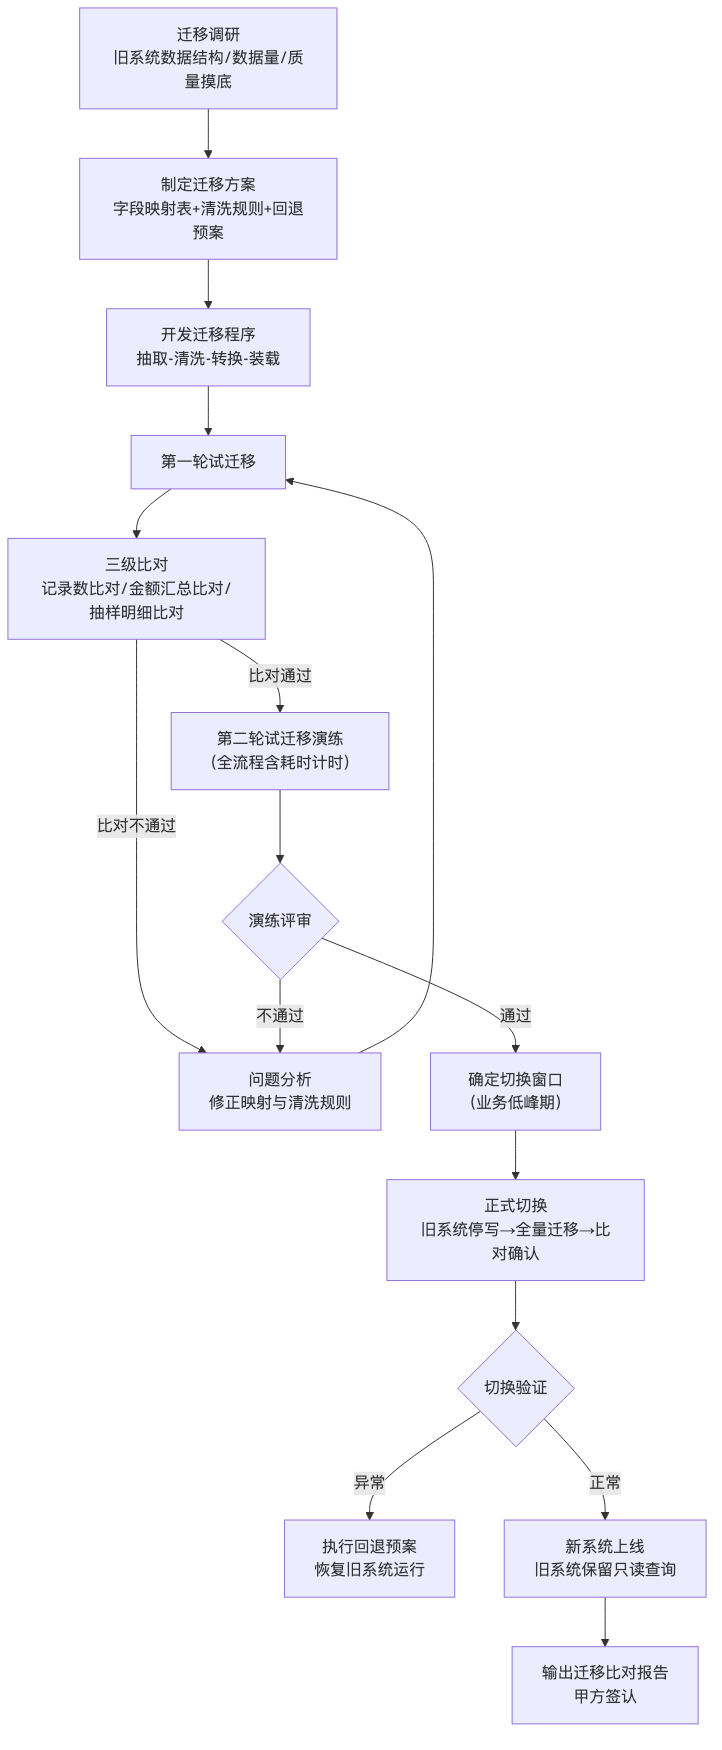 迁移调研
旧系统数据结构/数据量/质
量摸底
制定迁移方案
字段映射表+清洗规则+回退
预案
开发迁移程序
抽取-清洗-转换-装载
第一轮试迁移
三级比对
记录数比对/金额汇总比对/
抽样明细比对
比对通过
第二轮试迁移演练
(全流程含耗时计时)
比对不通过
演练评审
不通过
通过
问题分析
修正映射与清洗规则
确定切换窗口
(业务低峰期)
正式切换
旧系统停写→全量迁移→比
对确认
切换验证
异常
正常
执行回退预案
恢复旧系统运行
新系统上线
旧系统保留只读查询
输出迁移比对报告
甲方签认